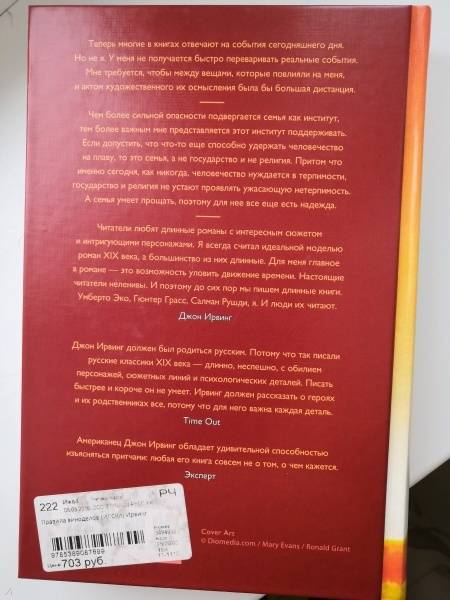 Теперь многие в книгах отвечают на события сегодняшнего дня.
Но не я. У меня не получается быстро переваривать реальные события.
Мне требуется, чтобы между вещами, которые повлияли на меня,
и актом художественного их осмысления была бы большая дистанция.
Чем более сильной опасности подвергается семья как институт,
тем более важным мне представляется этот институт поддерживать.
Если допустить, что что-то еще способно удержать человечество
на плаву, то это семья, а не государство и не религия. Притом что
именно сегодня, как никогда, человечество нуждается в терпимости,
государство и религия не устают проявлять ужасающую нетерпимость.
А семья умеет прощать, поэтому для нее все еще есть надежда.
Читатели любят длинные романы с интересным сюжетом
и интригующими персонажами. Я всегда считал идеальной моделью
роман XIX века, а большинство из них длинные. Для меня главное
в романе — это возможность уловить движение времени. Настоящие
читатели неленивы. И поэтому до сих пор мы пишем длинные книги.
Умберто Эко, Гюнтер Грасс, Салман Рушди, я. И люди их читают.
Джон Ирвинг
Джон Ирвинг должен был родиться русским. Потому что так писали
русские классики XIX века — длинно, неспешно, с обилием
персонажей, сюжетных линий и психологических деталей. Писать
быстрее и короче он не умеет. Ирвинг должен рассказать о героях
и их родственниках все, потому что для него важна каждая деталь.
Time Out
Американец Джон Ирвинг обладает удивительной способностью
изъясняться притчами: любая его книга совсем не о том, о чем кажется.
Эксперт
222
РЧ
Правила виноделов Ирвинг
9785389087699
Цена 703 руб.
Cover Art
© Diomedia.com / Mary Evans / Ronald Grant